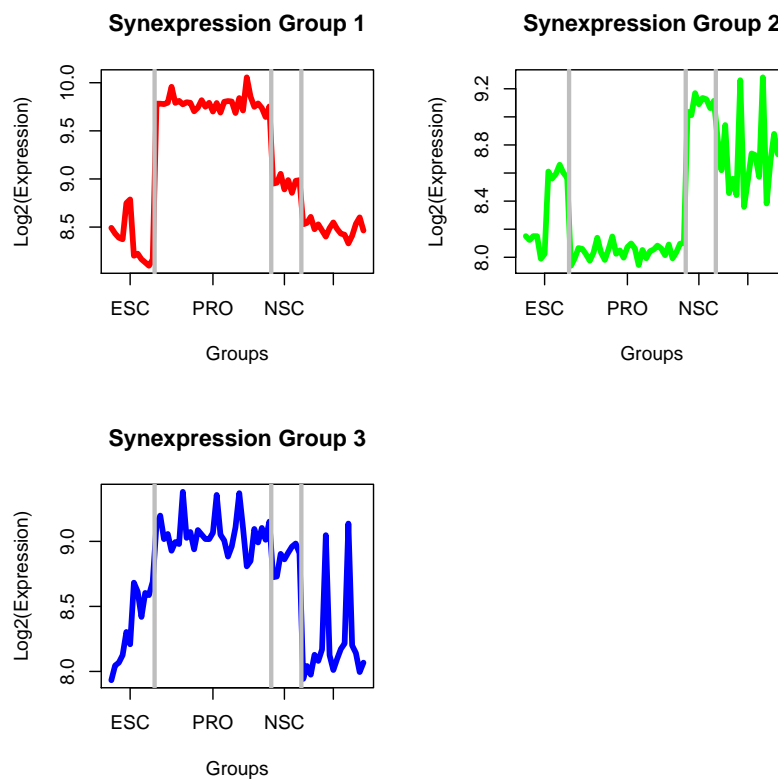 Synexpression Group 1
Log2(Expression)
10.0
9.5
9.0
8.5
ESC PRO NSC
Groups
Synexpression Group 2
Log2(Expression)
9.2
8.8
8.4
8.0
ESC PRO NSC
Groups
Synexpression Group 3
Log2(Expression)
9.0
8.5
8.0
ESC PRO NSC
Groups